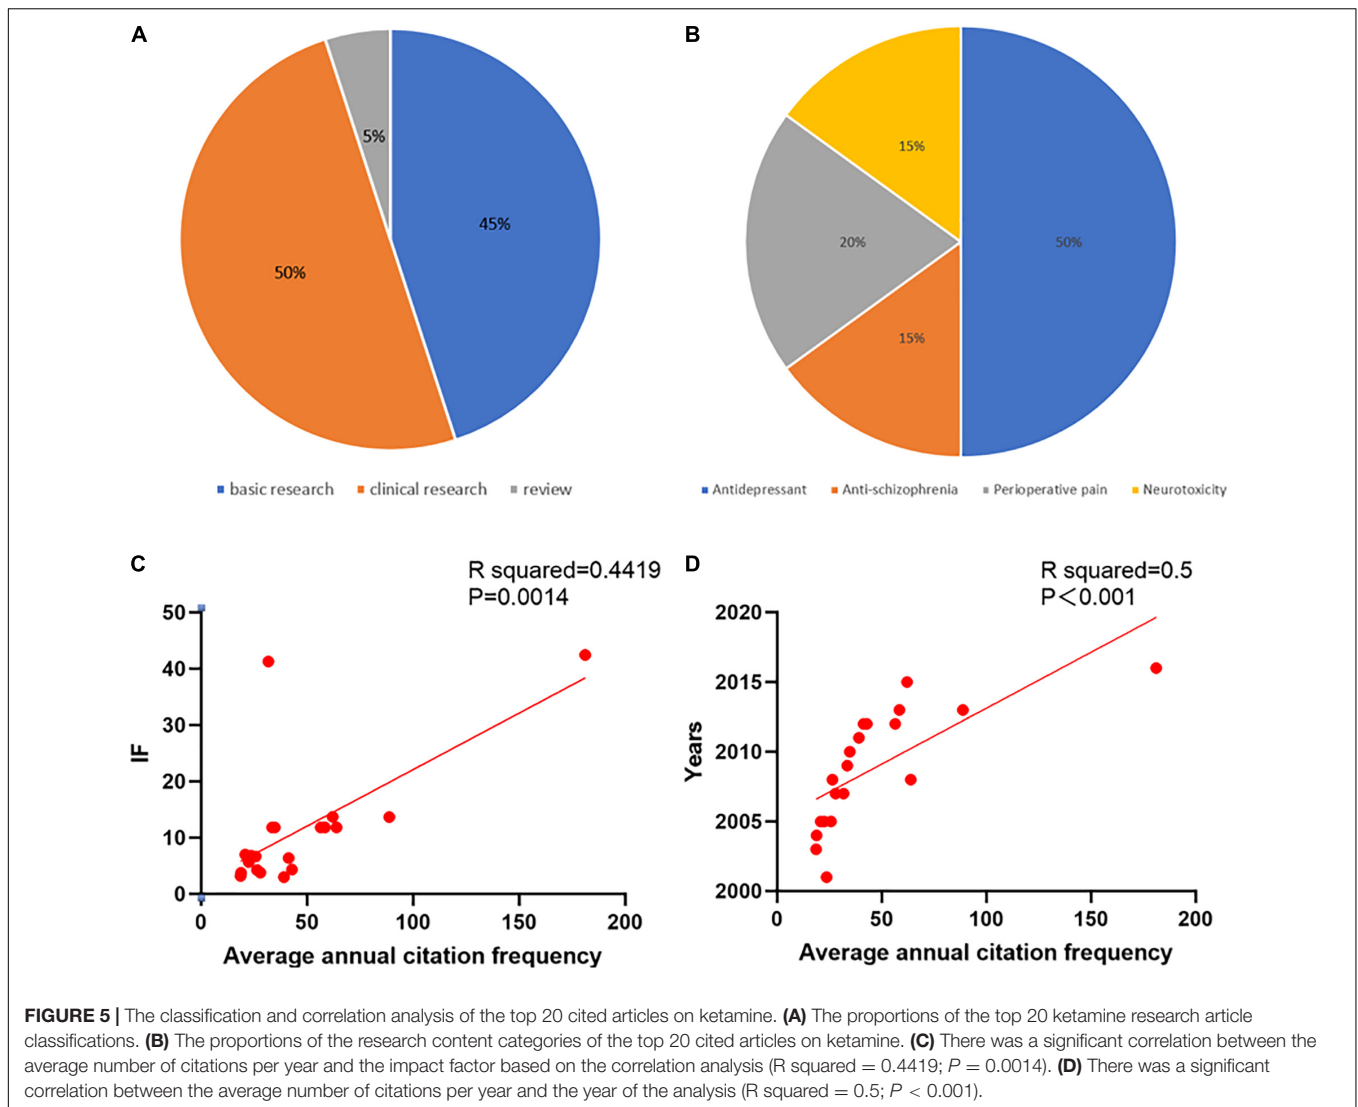 A
5%
45%
50%
basic research clinical research review
B
15%
20%
50%
15%
Antidepressant Anti-schizophrenia Perioperative pain Neurotoxicity
C
R squared=0.4419
P=0.0014
50
40
30
20
10
0
IF
0 50 100 150 200
Average annual citation frequency
D
R squared=0.5
P<0.001
2020
2015
2010
2005
2000
Years
0 50 100 150 200
Average annual citation frequency
FIGURE 5 | The classification and correlation analysis of the top 20 cited articles on ketamine. (A) The proportions of the top 20 ketamine research article
classifications. (B) The proportions of the research content categories of the top 20 cited articles on ketamine. (C) There was a significant correlation between the
average number of citations per year and the impact factor based on the correlation analysis (R squared = 0.4419; P = 0.0014). (D) There was a significant
correlation between the average number of citations per year and the year of the analysis (R squared = 0.5; P < 0.001).